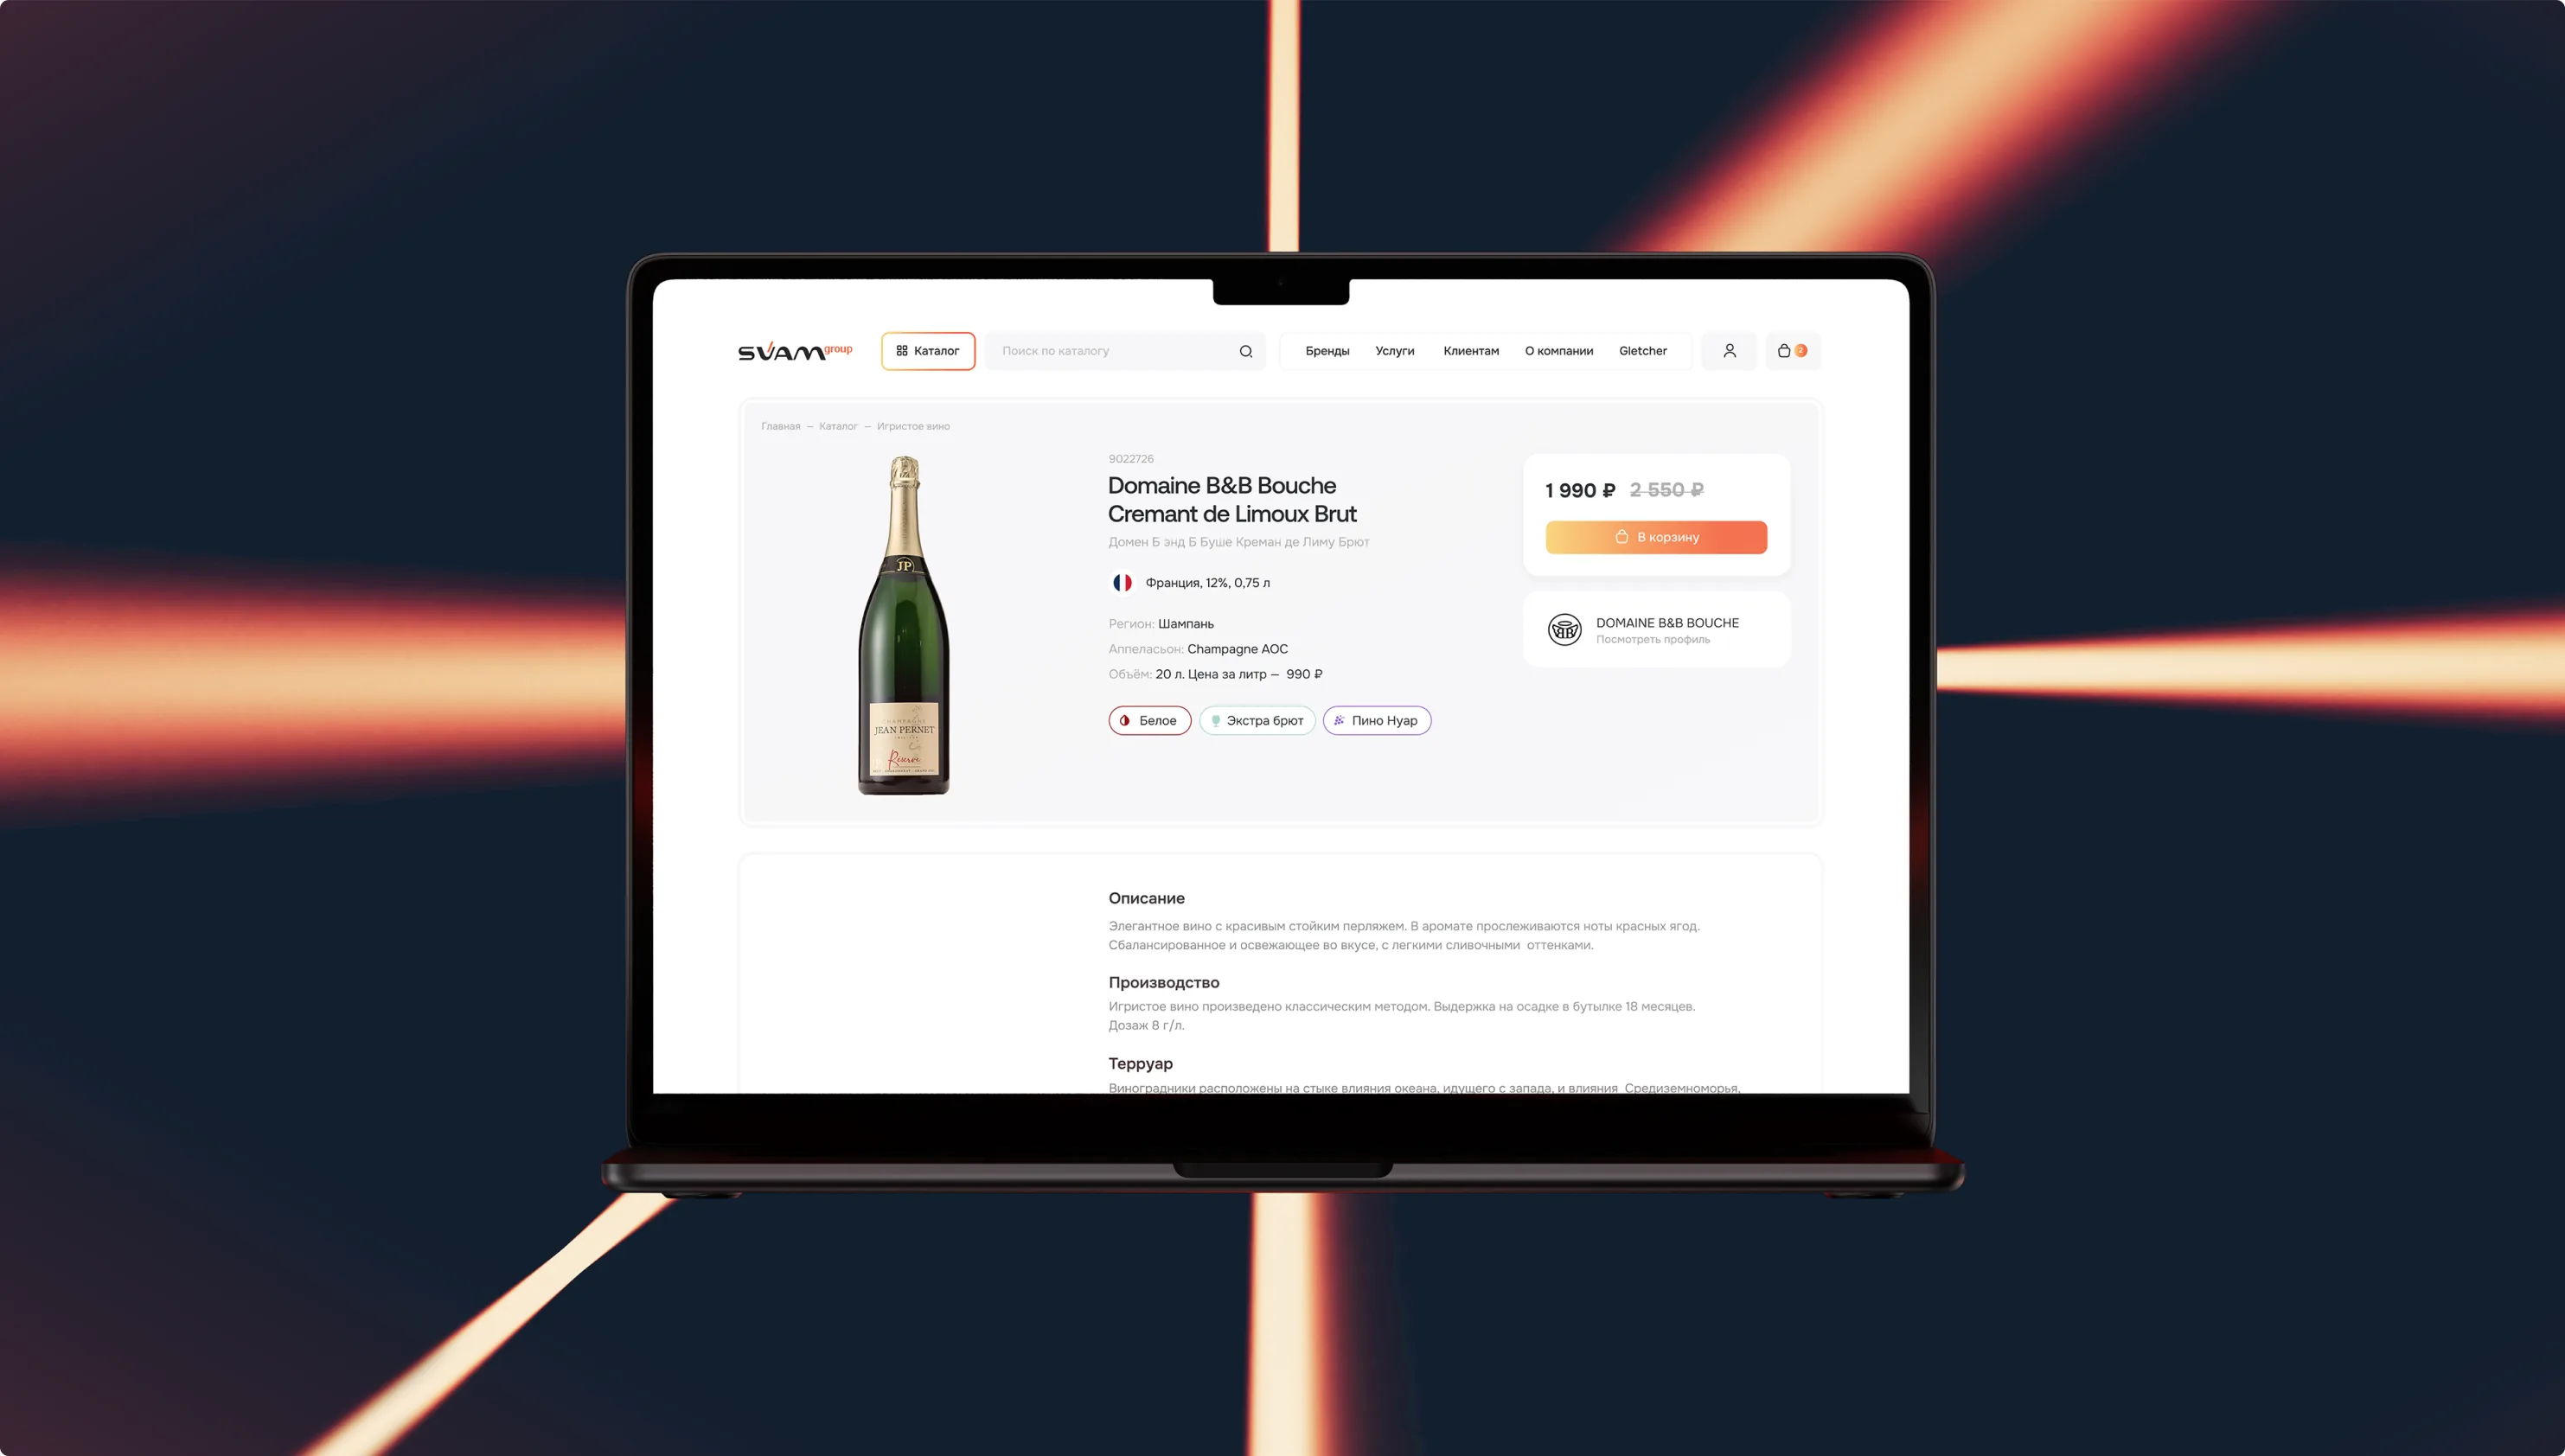 SVAM group
Каталог
Поиск по каталогу
Бренды
Услуги
Клиентам
О компании
Gletcher
2
Главная — Каталог — Игристое вино
9022726
Domaine B&B Bouche
Cremant de Limoux Brut
Домен Б энд Б Буше Креман де Лиму Брют
Франция, 12%, 0,75 л
Регион: Шампань
Аппеласьон: Champagne AOC
Объём: 20 л. Цена за литр — 990 ₽
Белое
Экстра брют
Пино Нуар
JP
CHAMPAGNE
JEAN PERNET
Réserve
1 990 ₽ 2 550 ₽
В корзину
BB
DOMAINE B&B BOUCHE
Посмотреть профиль
Описание
Элегантное вино с красивым стойким перляжем. В аромате прослеживаются ноты красных ягод.
Сбалансированное и освежающее во вкусе, с легкими сливочными оттенками.
Производство
Игристое вино произведено классическим методом. Выдержка на осадке в бутылке 18 месяцев.
Дозаж 8 г/л.
Терруар
Виноградники расположены на стыке влияния океана, идущего с запада, и влияния Средиземноморья,